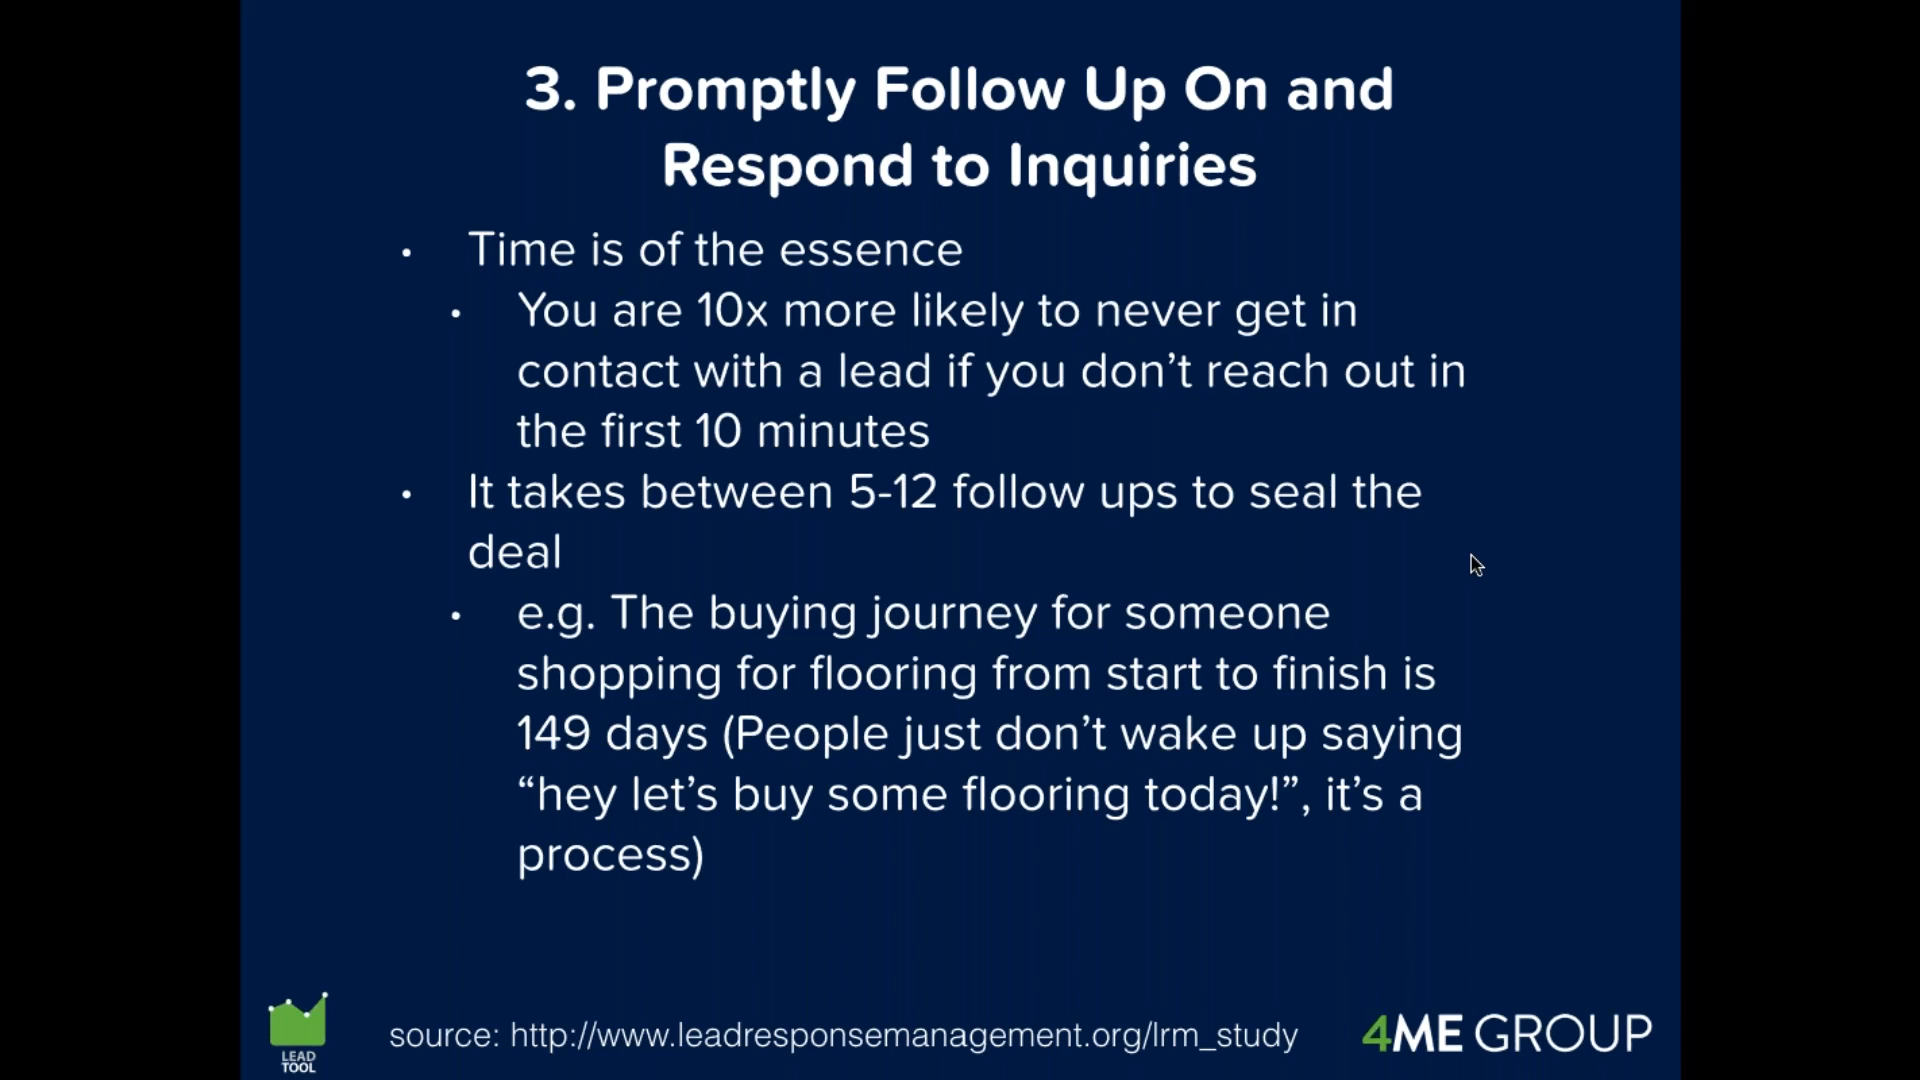 3. Promptly Follow Up On and
Respond to Inquiries
• Time is of the essence
• You are 10x more likely to never get in
contact with a lead if you don’t reach out in
the first 10 minutes
• It takes between 5-12 follow ups to seal the
deal
• e.g. The buying journey for someone
shopping for flooring from start to finish is
149 days (People just don’t wake up saying
“hey let’s buy some flooring today!”, it’s a
process)
LEAD
TOOL
source: http://www.leadresponsemanagement.org/lrm_study
4ME GROUP